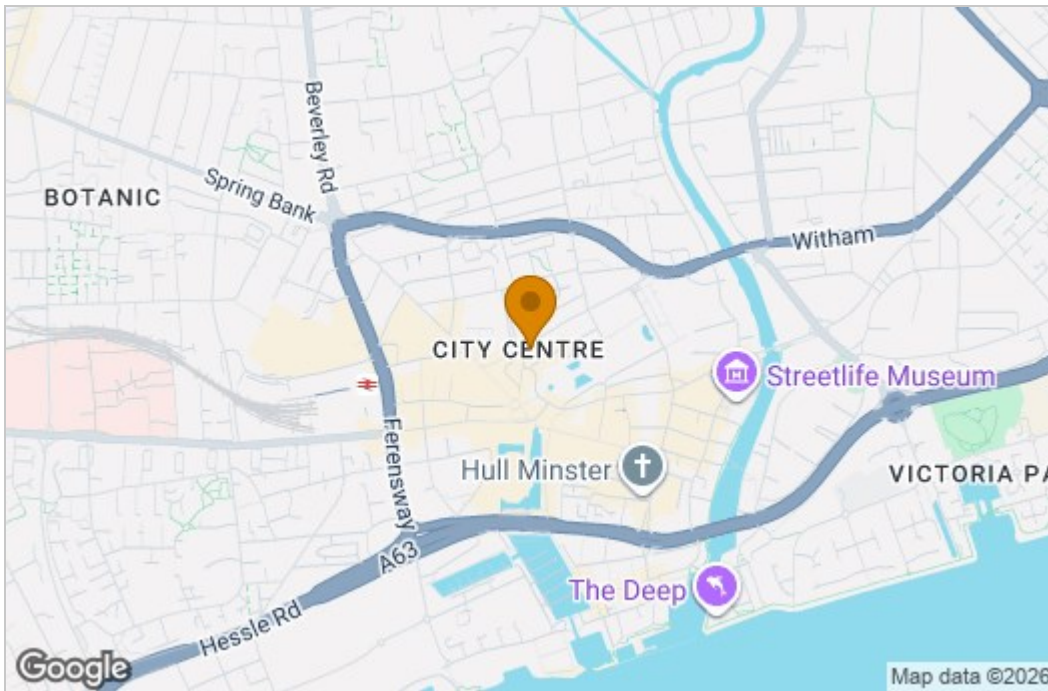 Beverley Rd
BOTANIC
Spring Bank
Witham
CITY CENTRE
Streetlife Museum
Ferensway
Hull Minster
VICTORIA PA
A63
The Deep
Hessle Rd
Google
Map data ©2026